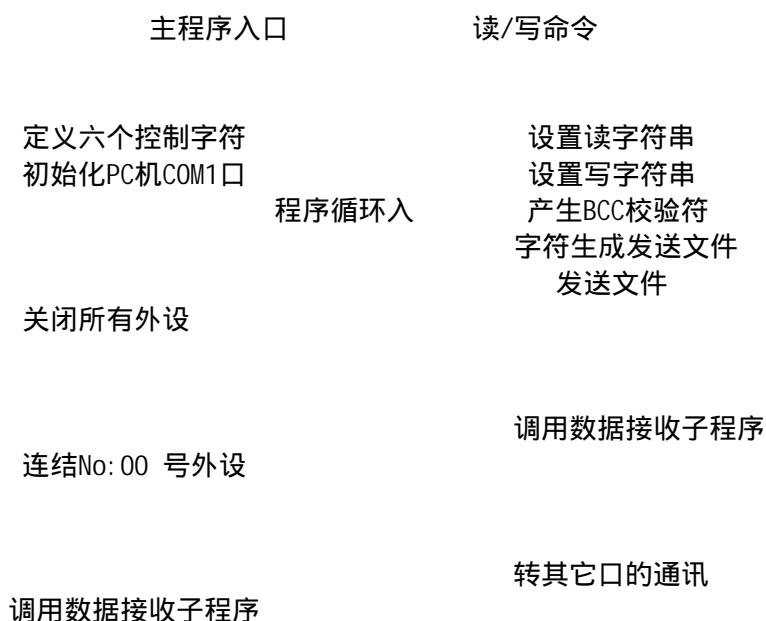 主程序入口 读/写命令
定义六个控制字符 设置读字符串
初始化PC机COM1口 设置写字符串
程序循环入 产生BCC校验符
字符生成发送文件
发送文件
关闭所有外设
调用数据接收子程序
连结No:00 号外设
转其它口的通讯
调用数据接收子程序